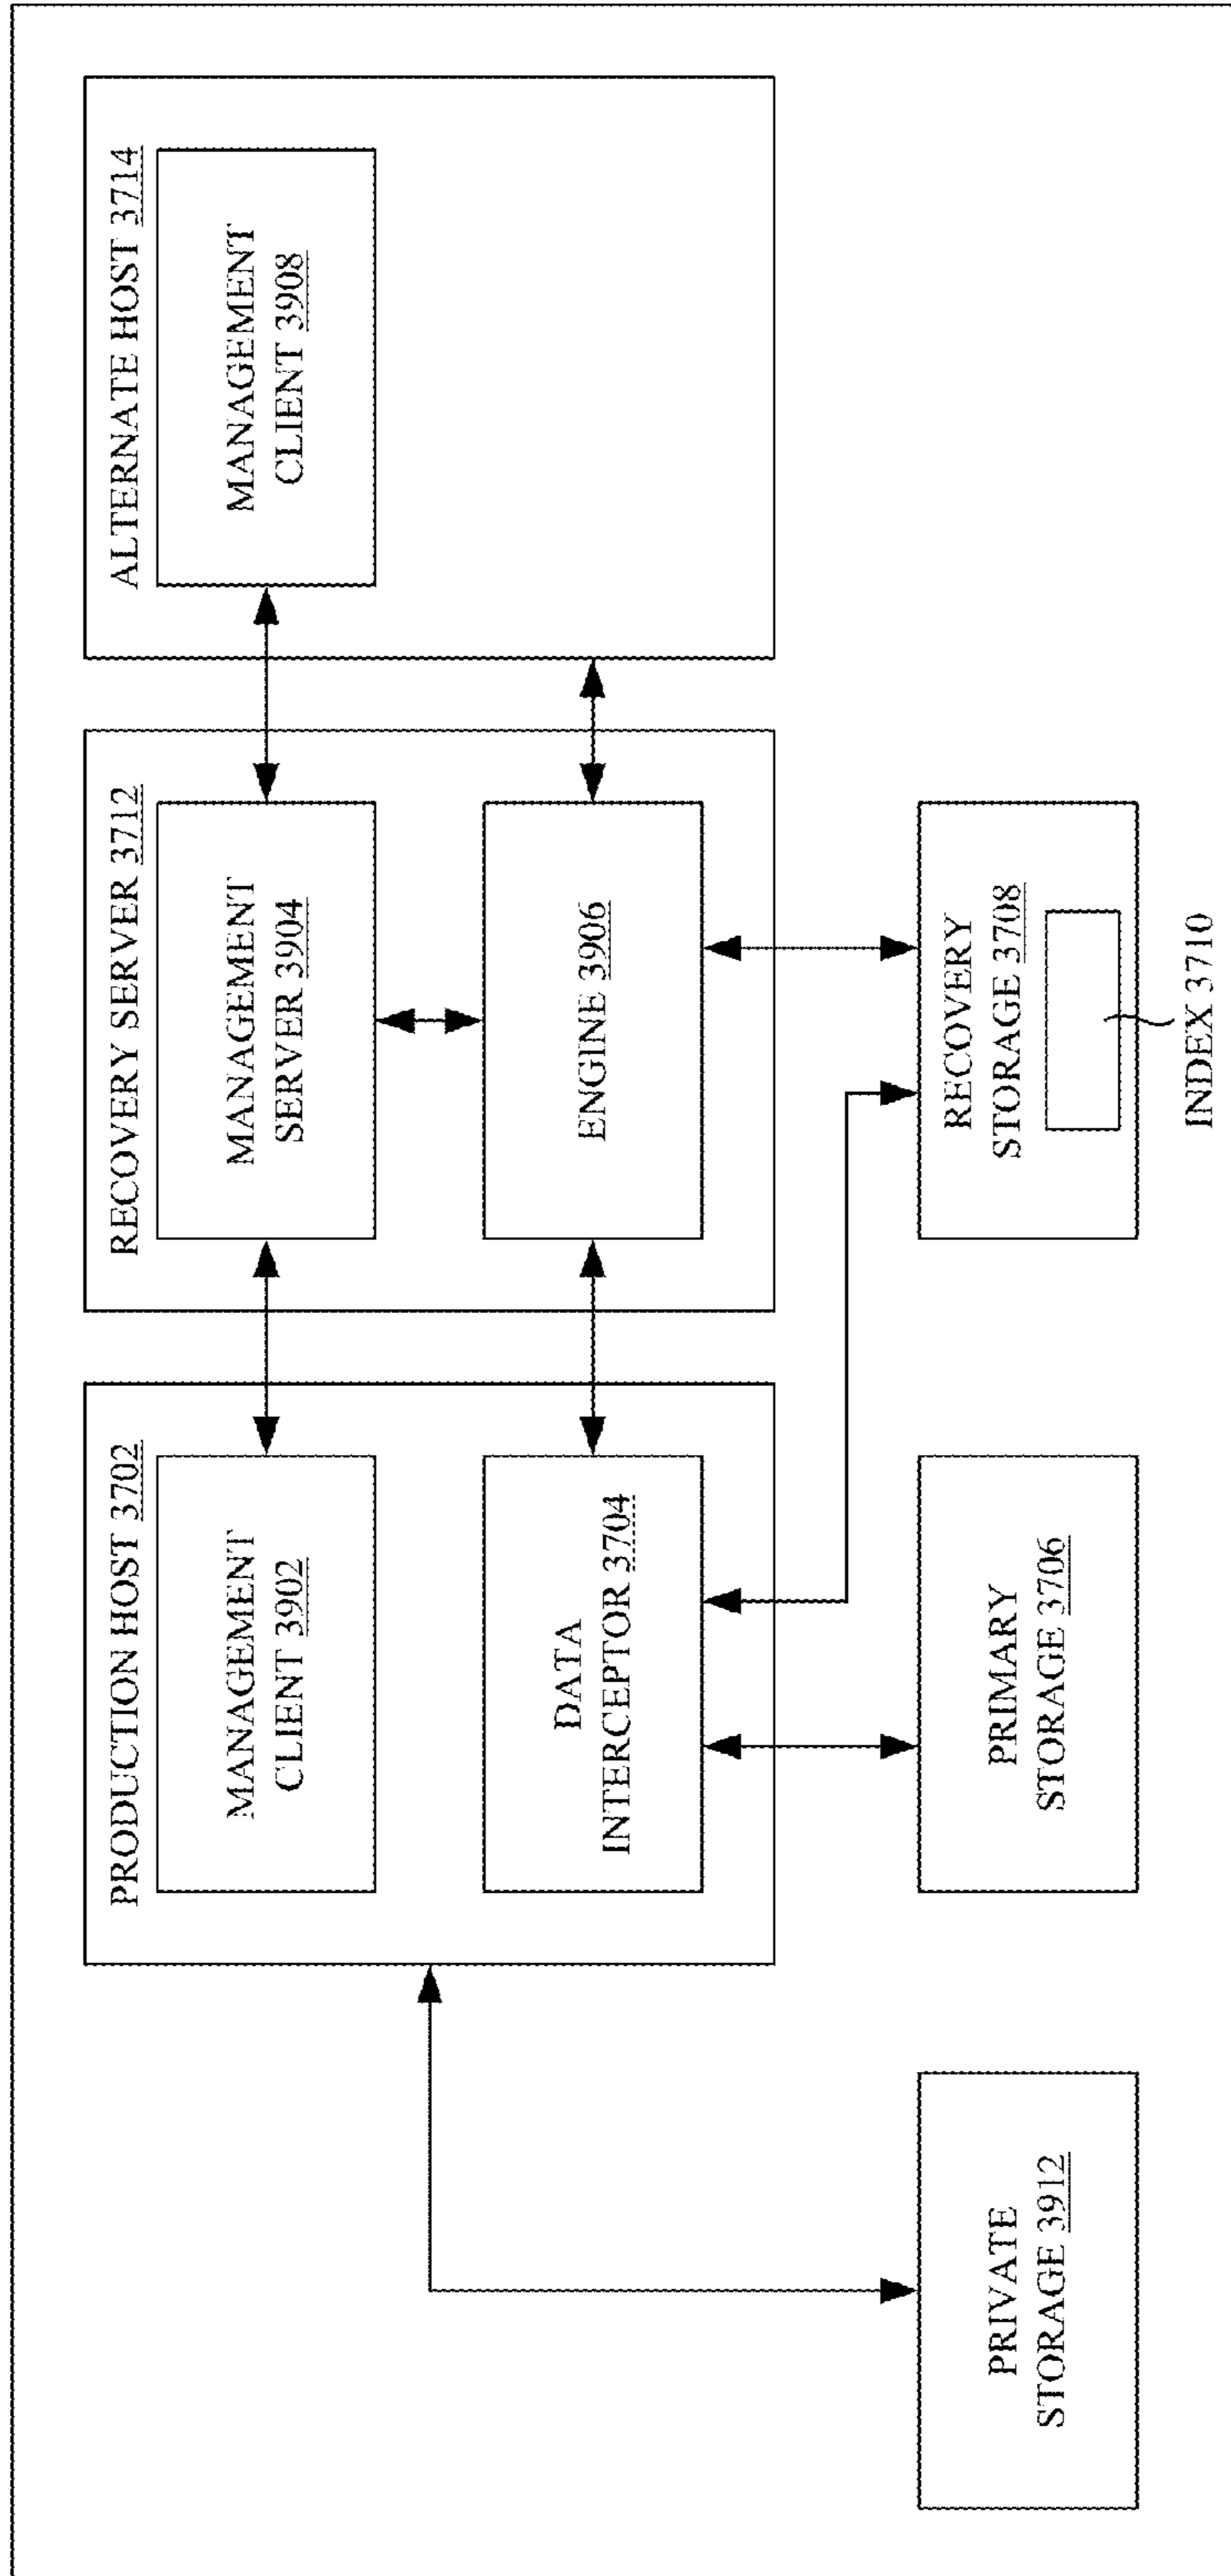 PRODUCTION HOST 3702
MANAGEMENT
CLIENT 3902
DATA
INTERCEPTOR 3704
RECOVERY SERVER 3712
MANAGEMENT
SERVER 3904
ENGINE 3906
ALTERNATE HOST 3714
MANAGEMENT
CLIENT 3908
PRIVATE
STORAGE 3912
PRIMARY
STORAGE 3706
RECOVERY
STORAGE 3708
INDEX 3710